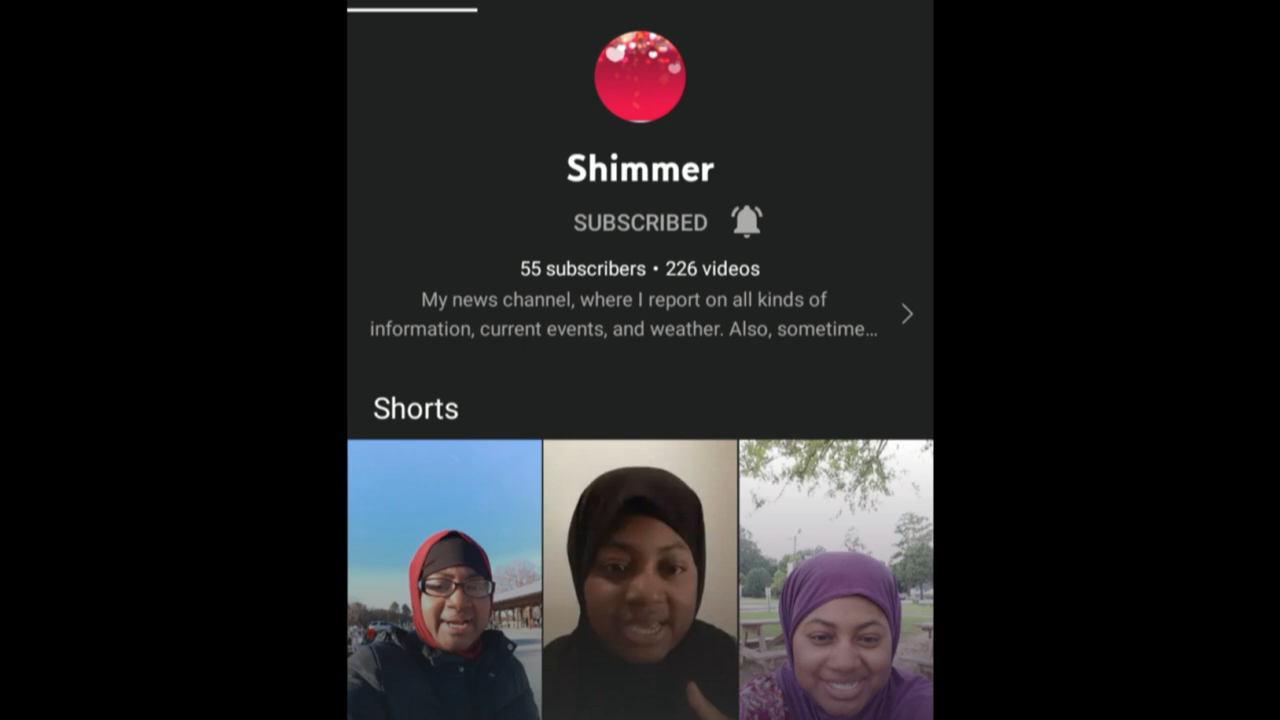 Shimmer
SUBSCRIBED
55 subscribers • 226 videos
My news channel, where I report on all kinds of
information, current events, and weather. Also, sometime...
Shorts